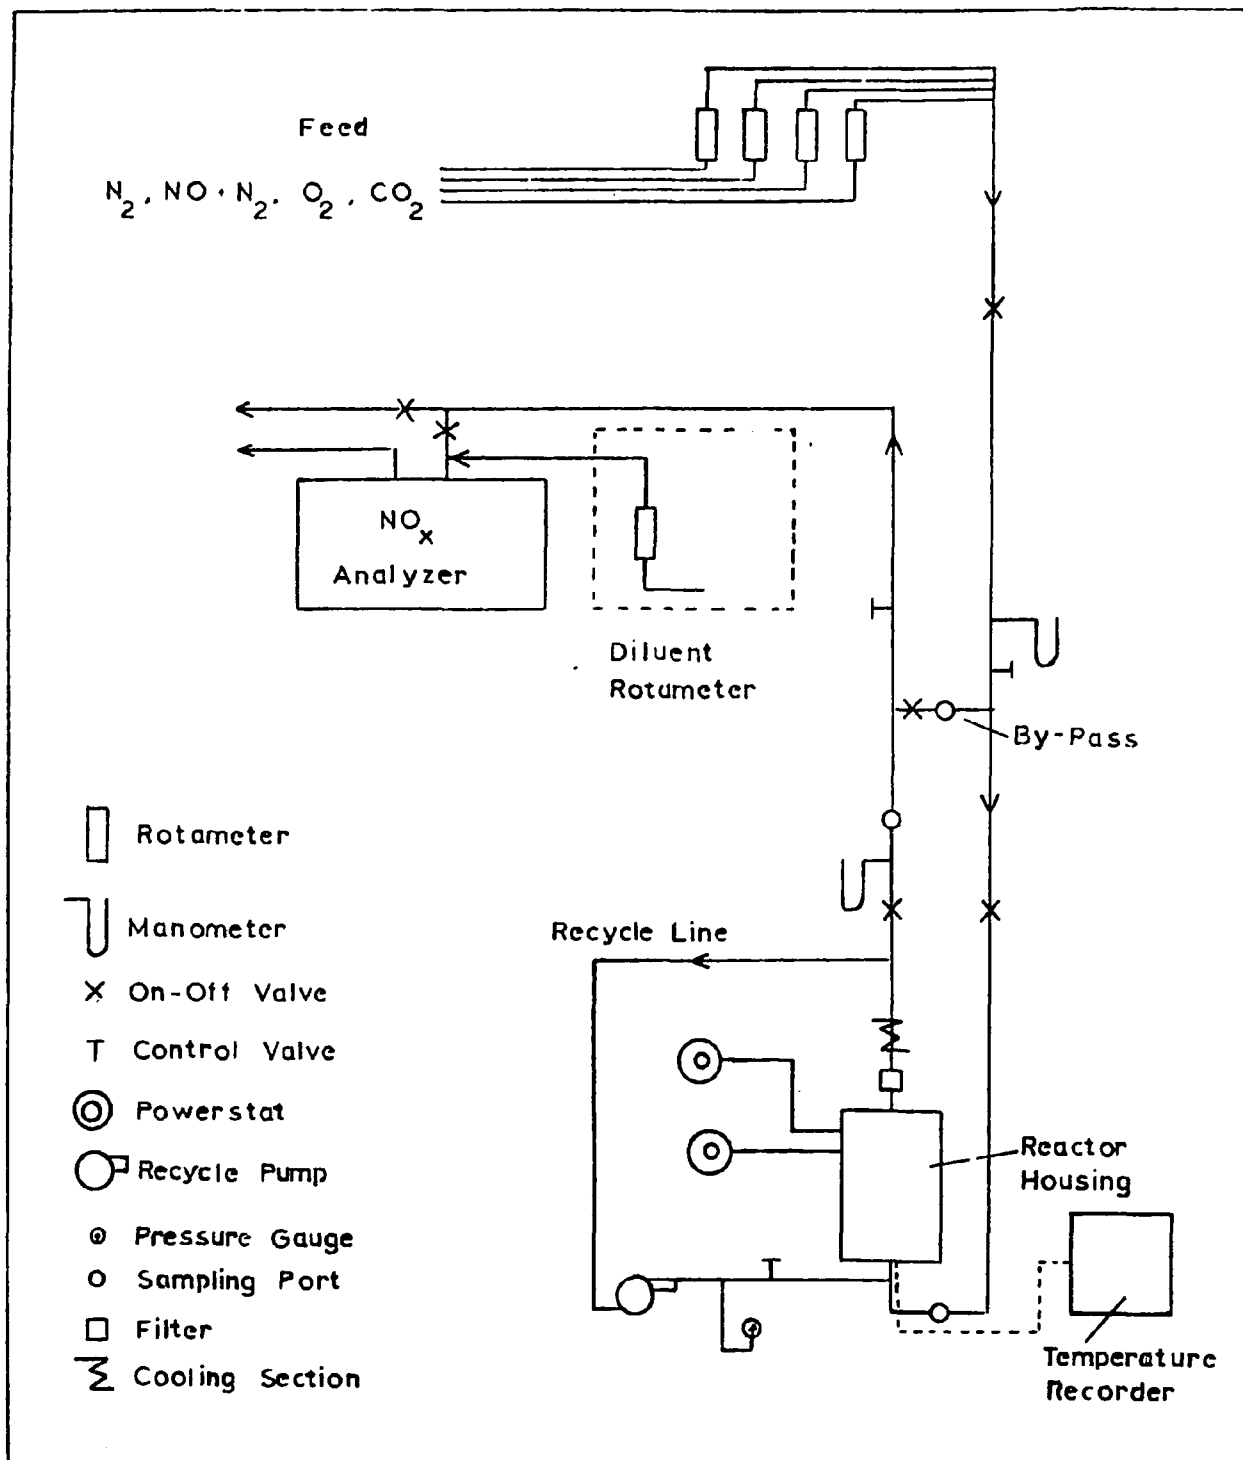 Feed
N₂, NO + N₂, O₂, CO₂
NOₓ
Analyzer
Diluent
Rotameter
By-Pass
Rotameter
Manometer
Recycle Line
On-Off Valve
Control Valve
Powerstat
Reactor
Housing
Recycle Pump
Pressure Gauge
Sampling Port
Filter
Temperature
Recorder
Cooling Section